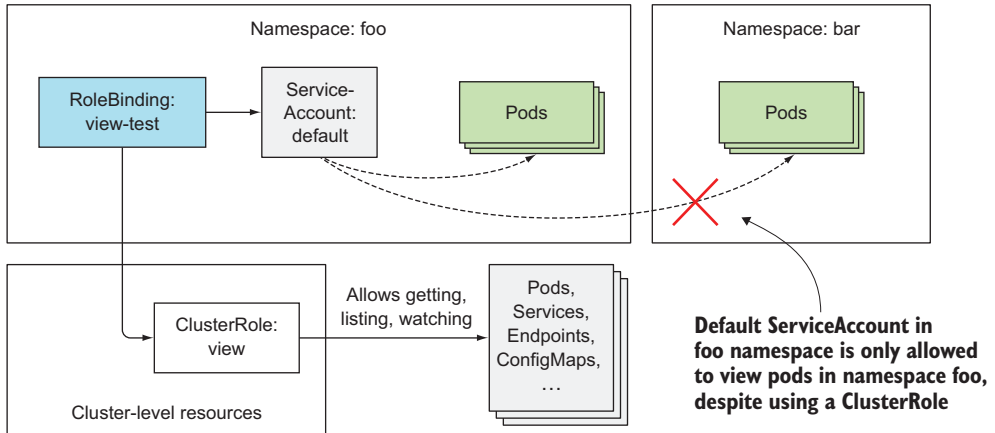 Namespace: foo
Namespace: bar
RoleBinding:
view-test
Service-
Account:
default
Pods
Pods
ClusterRole:
view
Allows getting,
listing, watching
Pods,
Services,
Endpoints,
ConfigMaps,
…
Cluster-level resources
Default ServiceAccount in
foo namespace is only allowed
to view pods in namespace foo,
despite using a ClusterRole